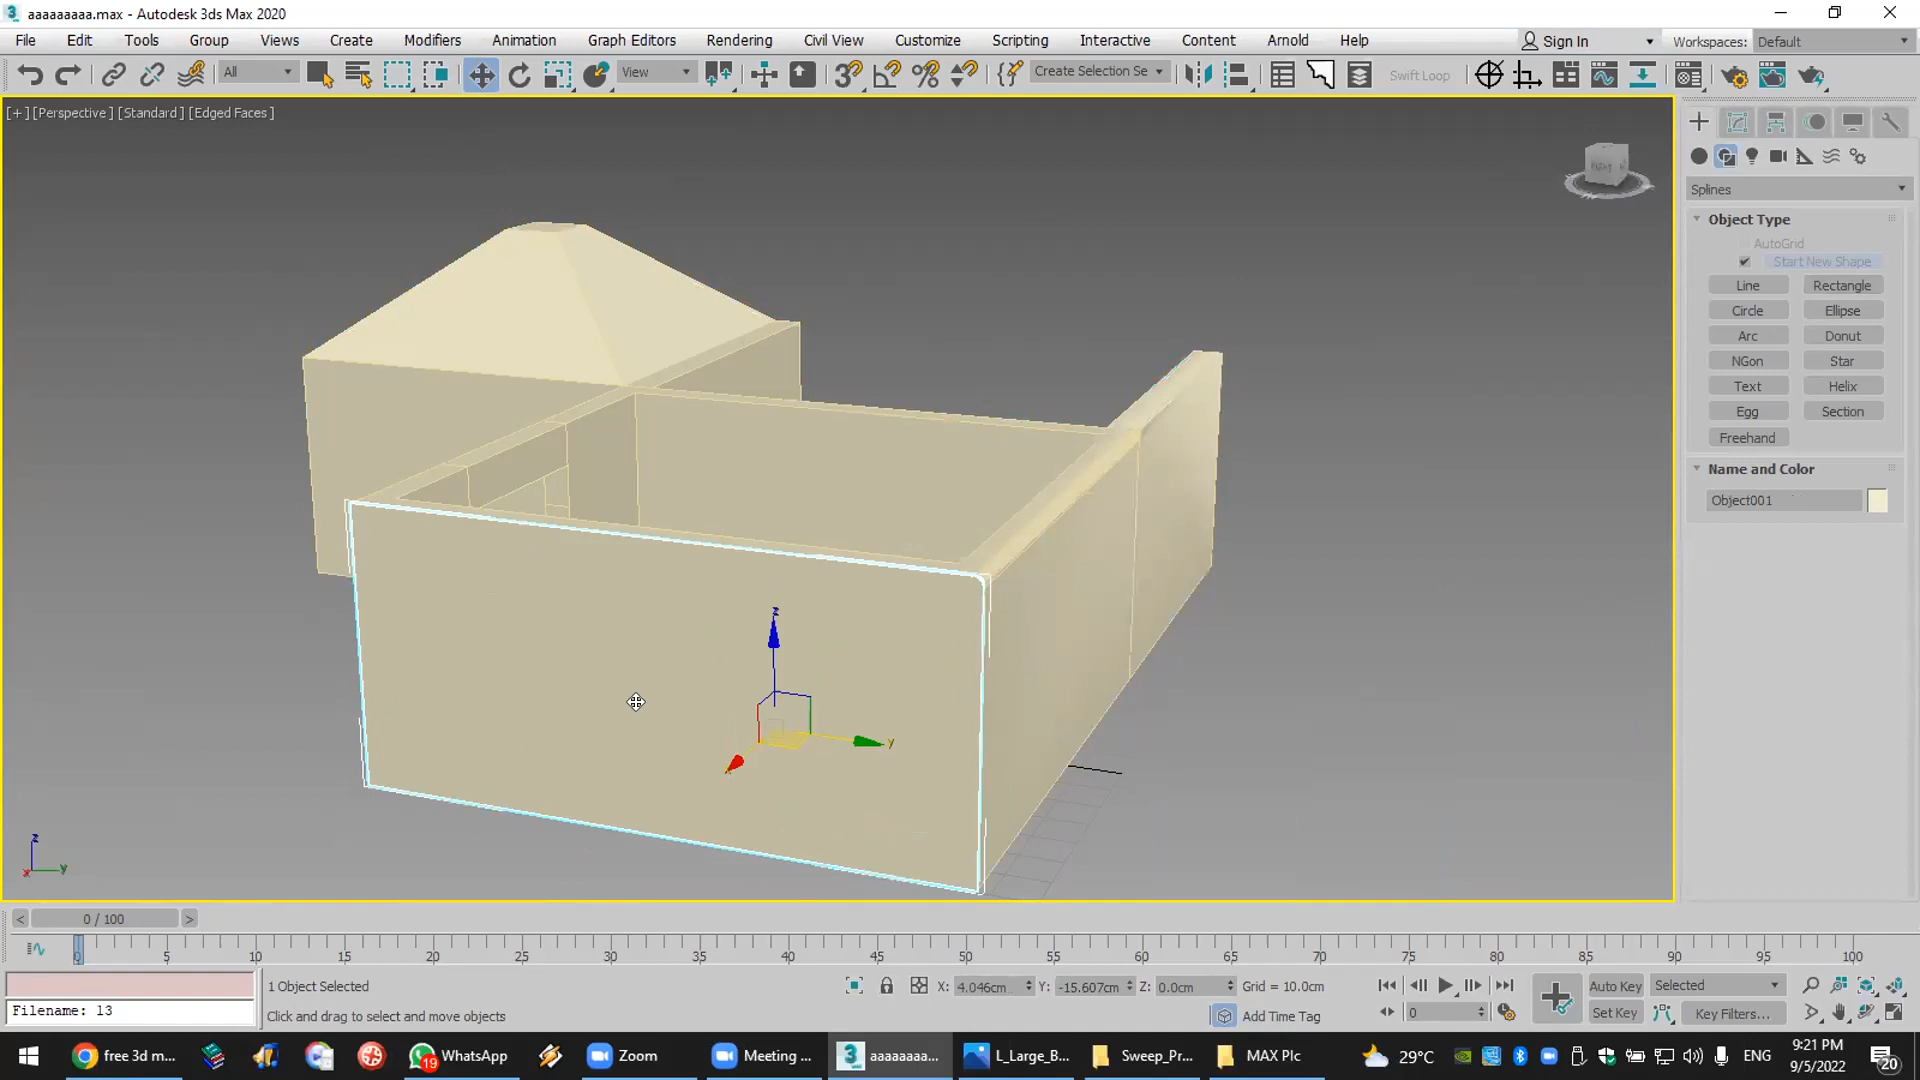 aaaaaaaaa.max - Autodesk 3ds Max 2020
File Edit Tools Group Views Create Modifiers Animation Graph Editors Rendering Civil View Customize Scripting Interactive Content Arnold Help Sign In Workspaces: Default
All View Create Selection Se Swift Loop
[+] [Perspective ] [Standard ] [Edged Faces ]
Splines
Object Type
AutoGrid
Start New Shape
Line Rectangle
Circle Ellipse
Arc Donut
NGon Star
Text Helix
Egg Section
Freehand
Name and Color
Object001
z
y
z
y
x
0 / 100
0 5 10 15 20 25 30 35 40 45 50 55 60 65 70 75 80 85 90 95 100
1 Object Selected X: 4.046cm Y: -15.607cm Z: 0.0cm Grid = 10.0cm Auto Key Selected
Filename: 13 Click and drag to select and move objects Add Time Tag 0 Set Key Key Filters...
free 3d m... 19 WhatsApp Zoom Meeting ... aaaaaaaa... L_Large_B... Sweep_Pr... MAX PIc 29°C ENG 9:21 PM
9/5/2022 20